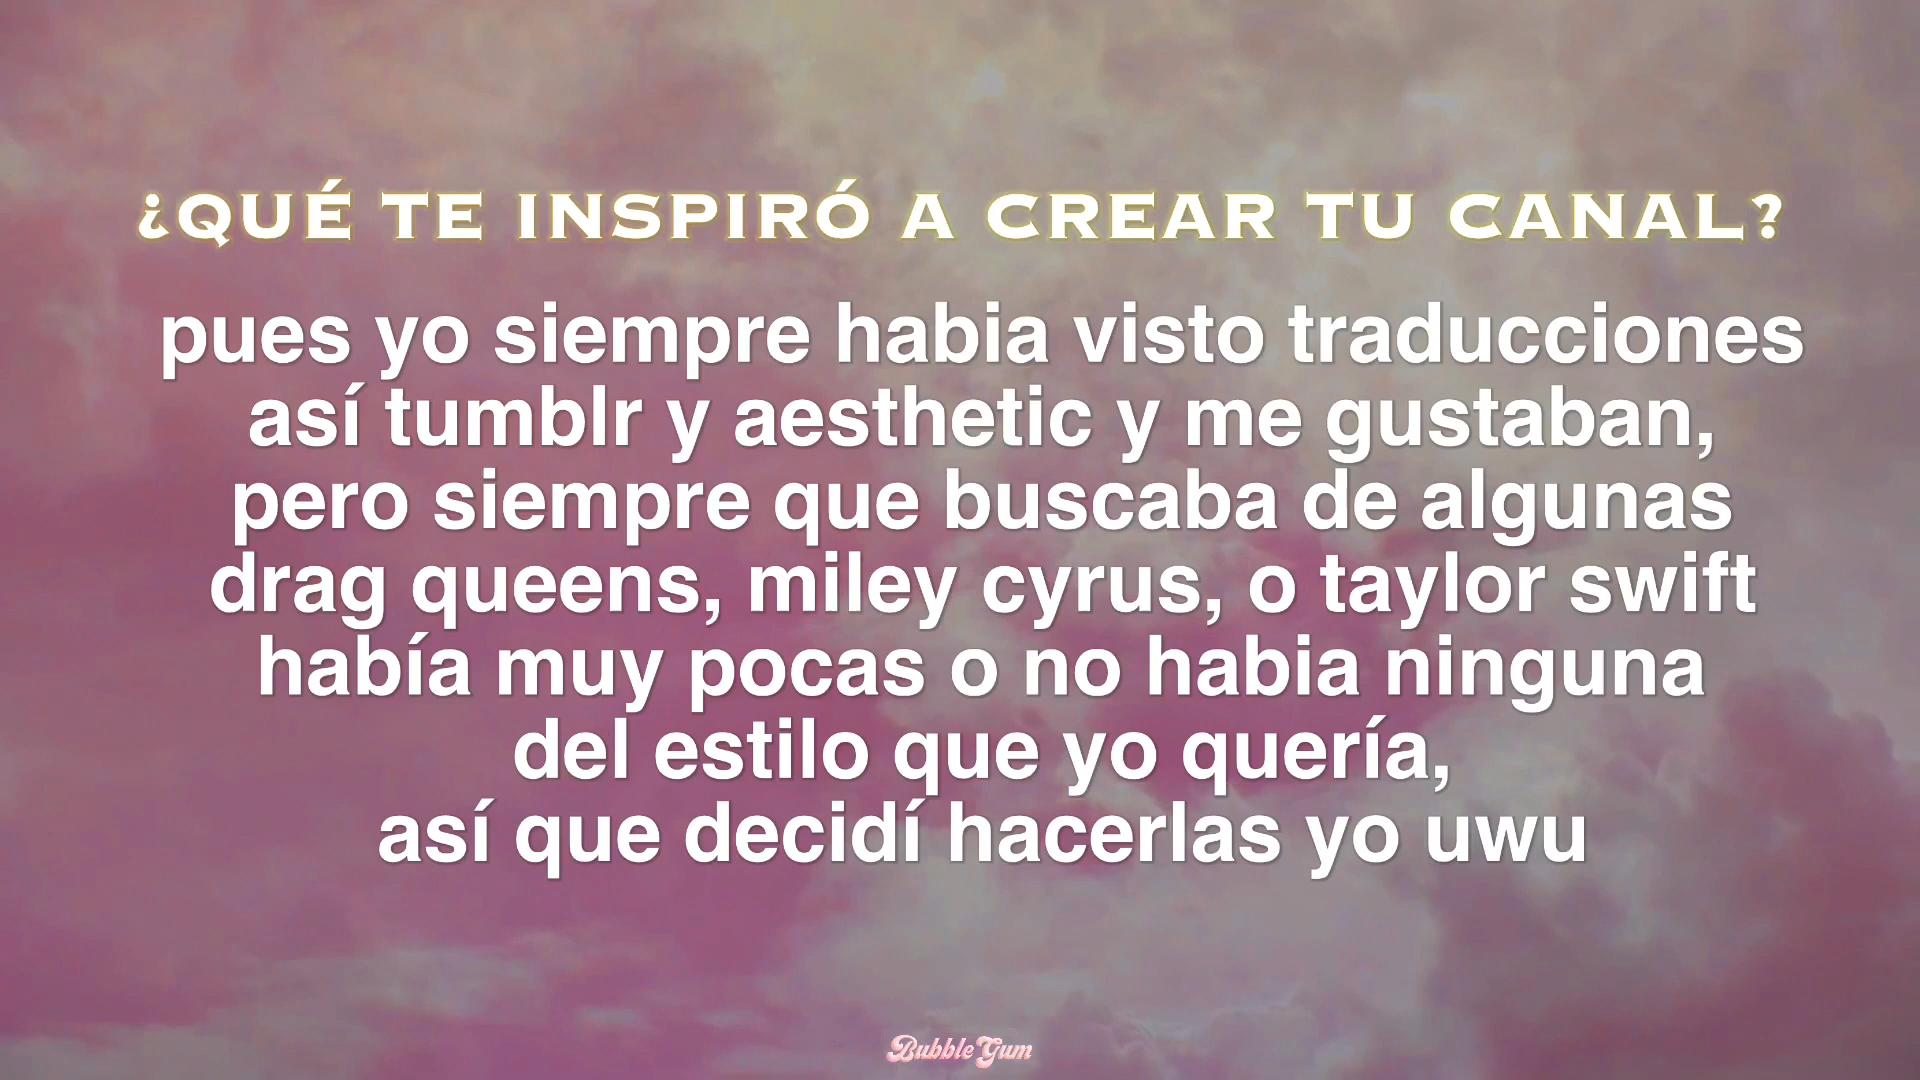 ¿QUÉ TE INSPIRÓ A CREAR TU CANAL?
pues yo siempre habia visto traducciones
así tumblr y aesthetic y me gustaban,
pero siempre que buscaba de algunas
drag queens, miley cyrus, o taylor swift
había muy pocas o no habia ninguna
del estilo que yo quería,
así que decidí hacerlas yo uwu
Bubble Gum